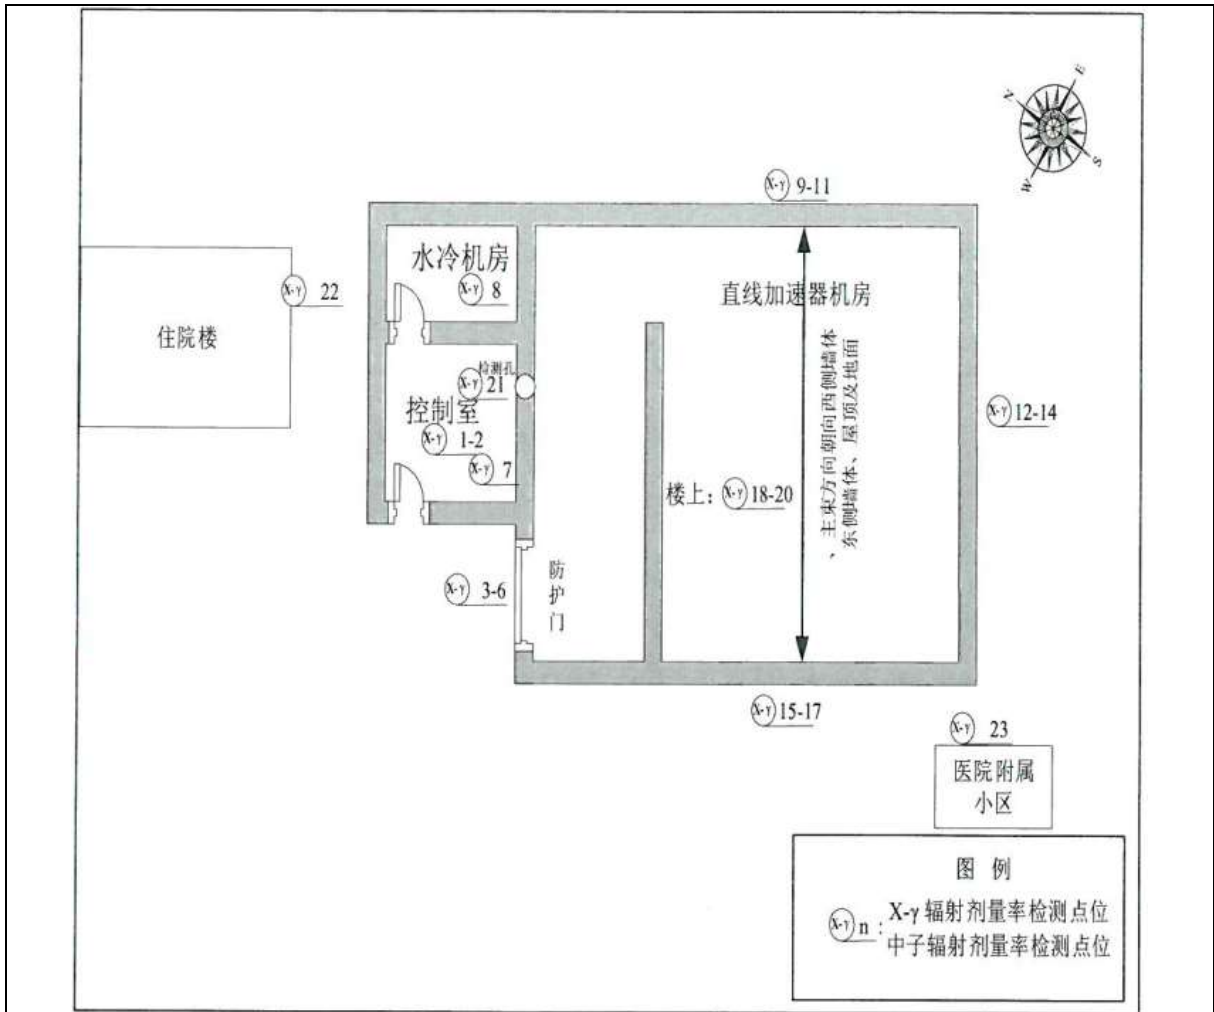 E
N
S
W
X-γ 9-11
水冷机房
X-γ 8
直线加速器机房
X-γ 22
住院楼
检测孔
X-γ 21
控制室
X-γ 1-2
X-γ 7
X-γ 12-14
楼上：X-γ 18-20
、主束方向朝向西侧墙体
东侧墙体、屋顶及地面
X-γ 3-6
防护门
X-γ 15-17
X-γ 23
医院附属
小区
图 例
X-γ n：X-γ 辐射剂量率检测点位
中子辐射剂量率检测点位